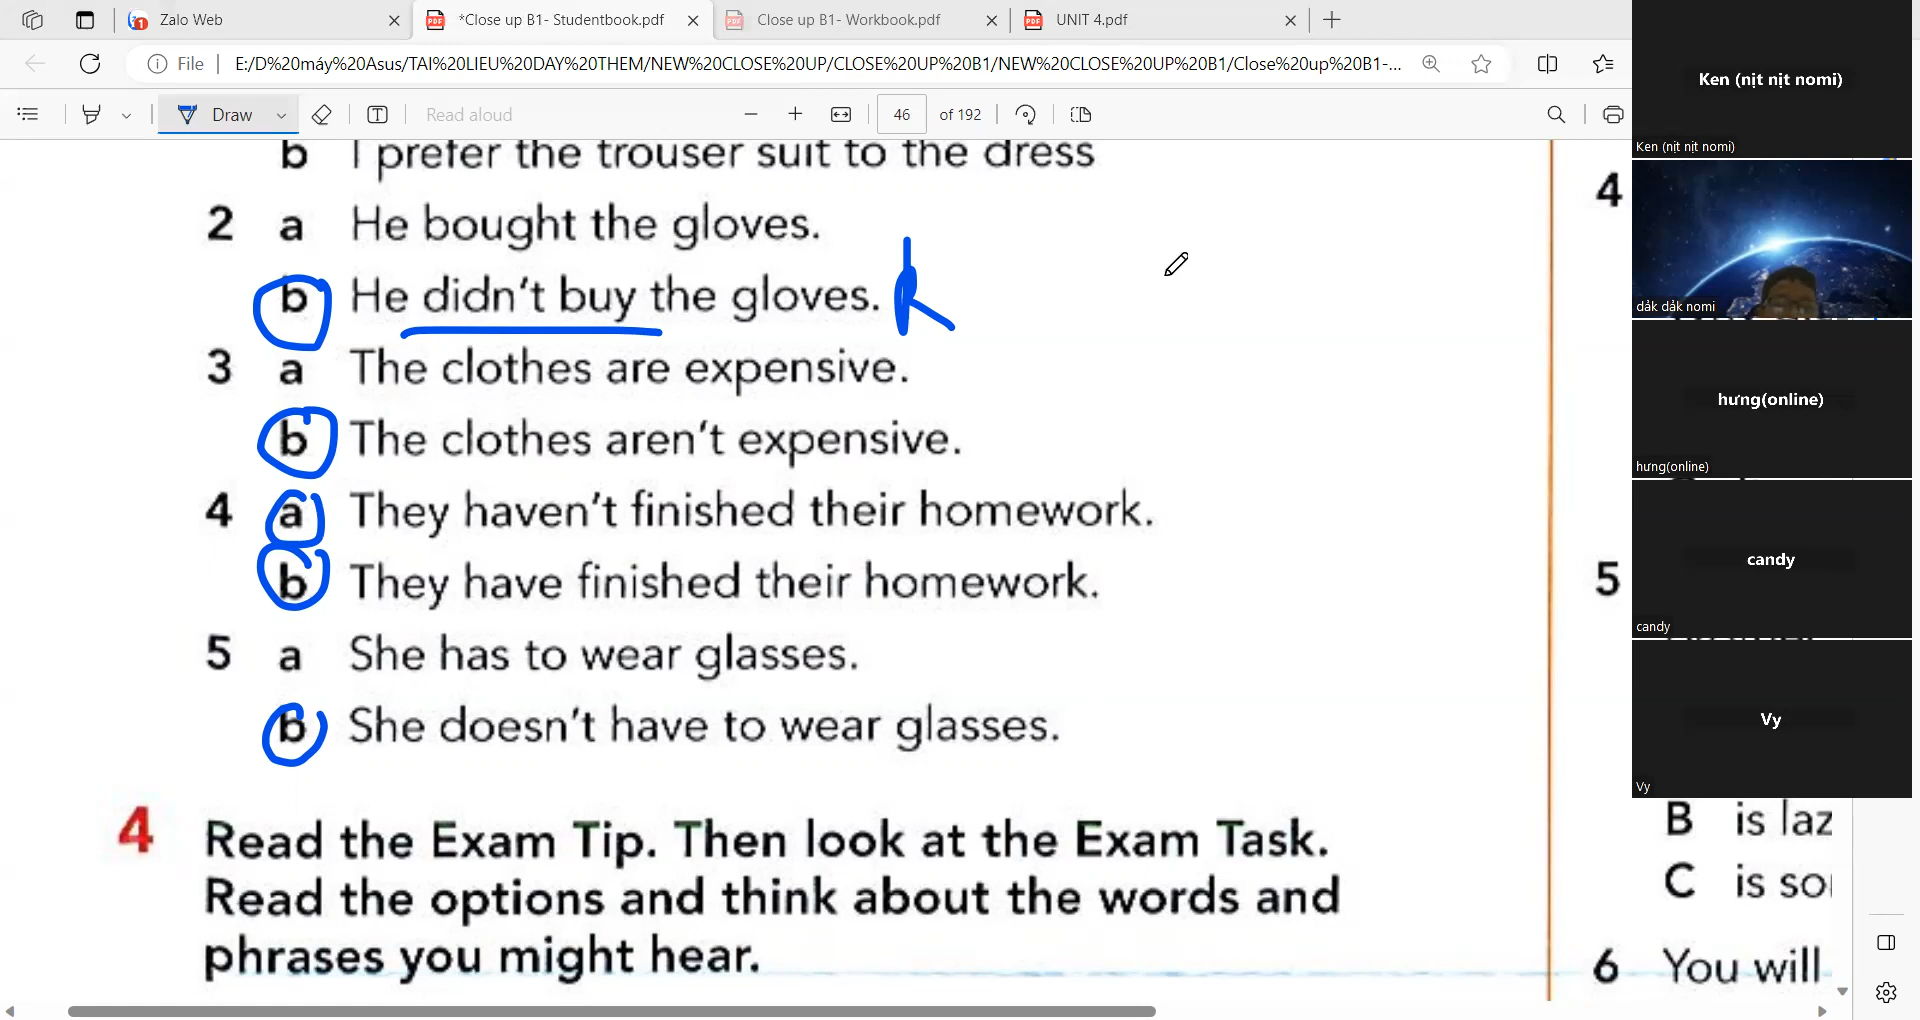 Zalo Web
*Close up B1- Studentbook.pdf
Close up B1- Workbook.pdf
UNIT 4.pdf
File
E:/D%20máy%20Asus/TAI%20LIEU%20DAY%20THEM/NEW%20CLOSE%20UP/CLOSE%20UP%20B1/NEW%20CLOSE%20UP%20B1/Close%20up%20B1-...
Draw
Read aloud
46 of 192
b I prefer the trouser suit to the dress
2 a He bought the gloves.
b He didn't buy the gloves. k
3 a The clothes are expensive.
b The clothes aren't expensive.
4 a They haven't finished their homework.
b They have finished their homework.
5 a She has to wear glasses.
b She doesn't have to wear glasses.
4 Read the Exam Tip. Then look at the Exam Task.
Read the options and think about the words and
phrases you might hear.
4
5
B is laz
C is so
6 You will
Ken (nịt nịt nomi)
Ken (nịt nịt nomi)
dảk dảk nomi
hưng(online)
hưng(online)
candy
candy
Vy
Vy